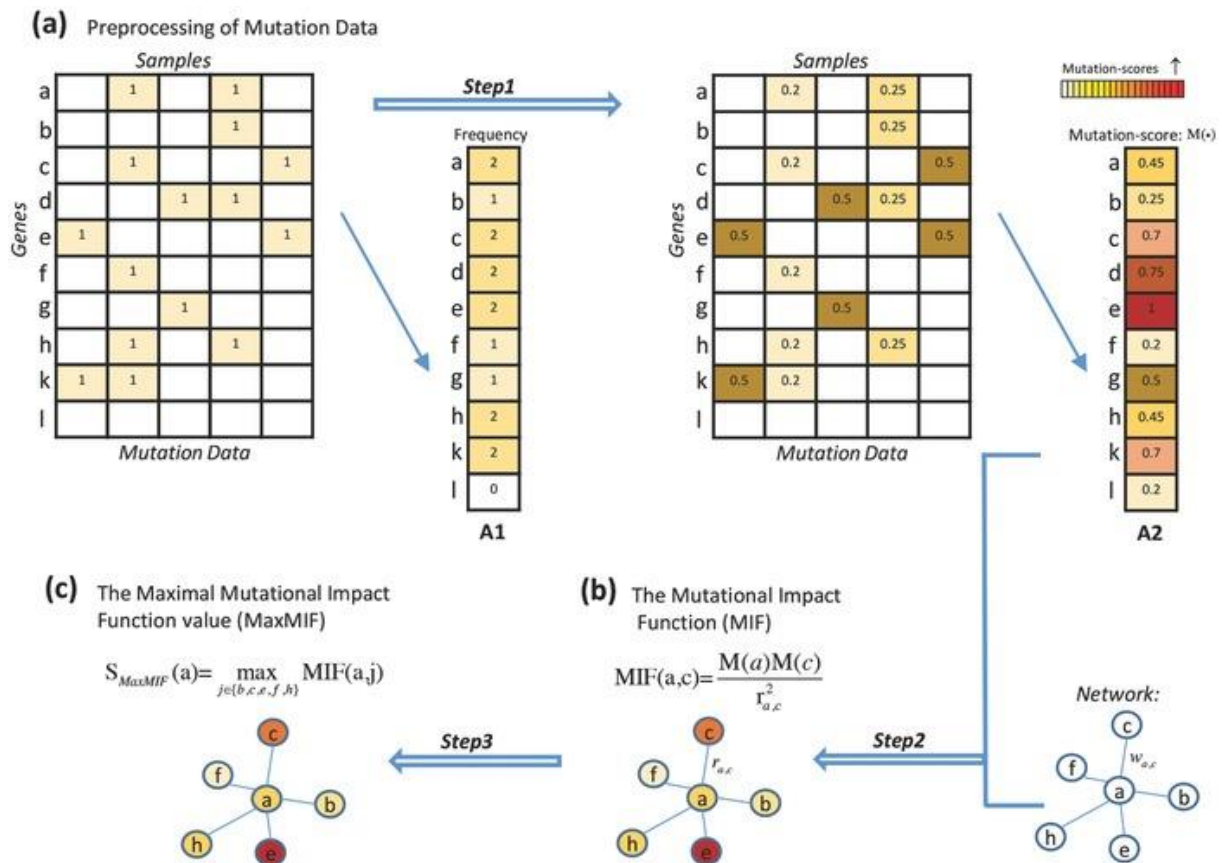 (a) Preprocessing of Mutation Data
Samples
Step1
Samples
Mutation-scores ↑
Genes
a 1 1
b 1
c 1 1
d 1 1
e 1 1
f 1
g 1
h 1 1
k 1 1
l
Mutation Data
Frequency
a 2
b 1
c 2
d 2
e 2
f 1
g 1
h 2
k 2
l 0
A1
Genes
a 0.2 0.25
b 0.25
c 0.2 0.5
d 0.5 0.25
e 0.5 0.5
f 0.2
g 0.5
h 0.2 0.25
k 0.5 0.2
l
Mutation Data
Mutation-score: M(•)
a 0.45
b 0.25
c 0.7
d 0.75
e 1
f 0.2
g 0.5
h 0.45
k 0.7
l 0.2
A2
(c) The Maximal Mutational Impact
Function value (MaxMIF)
S_MaxMIF(a)= max MIF(a,j)
j∈{b,c,e,f,h}
c
f
a
b
h
e
Step3
(b) The Mutational Impact
Function (MIF)
MIF(a,c)= M(a)M(c)
r²a,c
c
r a,c
f
a
b
h
e
Step2
Network:
c
w a,c
f
a
b
h
e